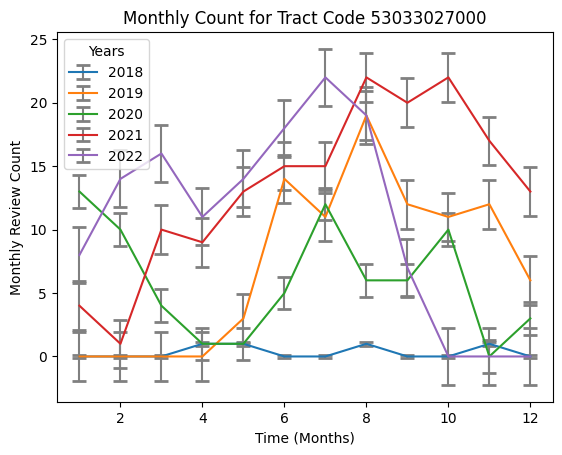 Monthly Count for Tract Code 53033027000
Years
2018
2019
2020
2021
2022
25
20
15
10
5
0
Monthly Review Count
2 4 6 8 10 12
Time (Months)